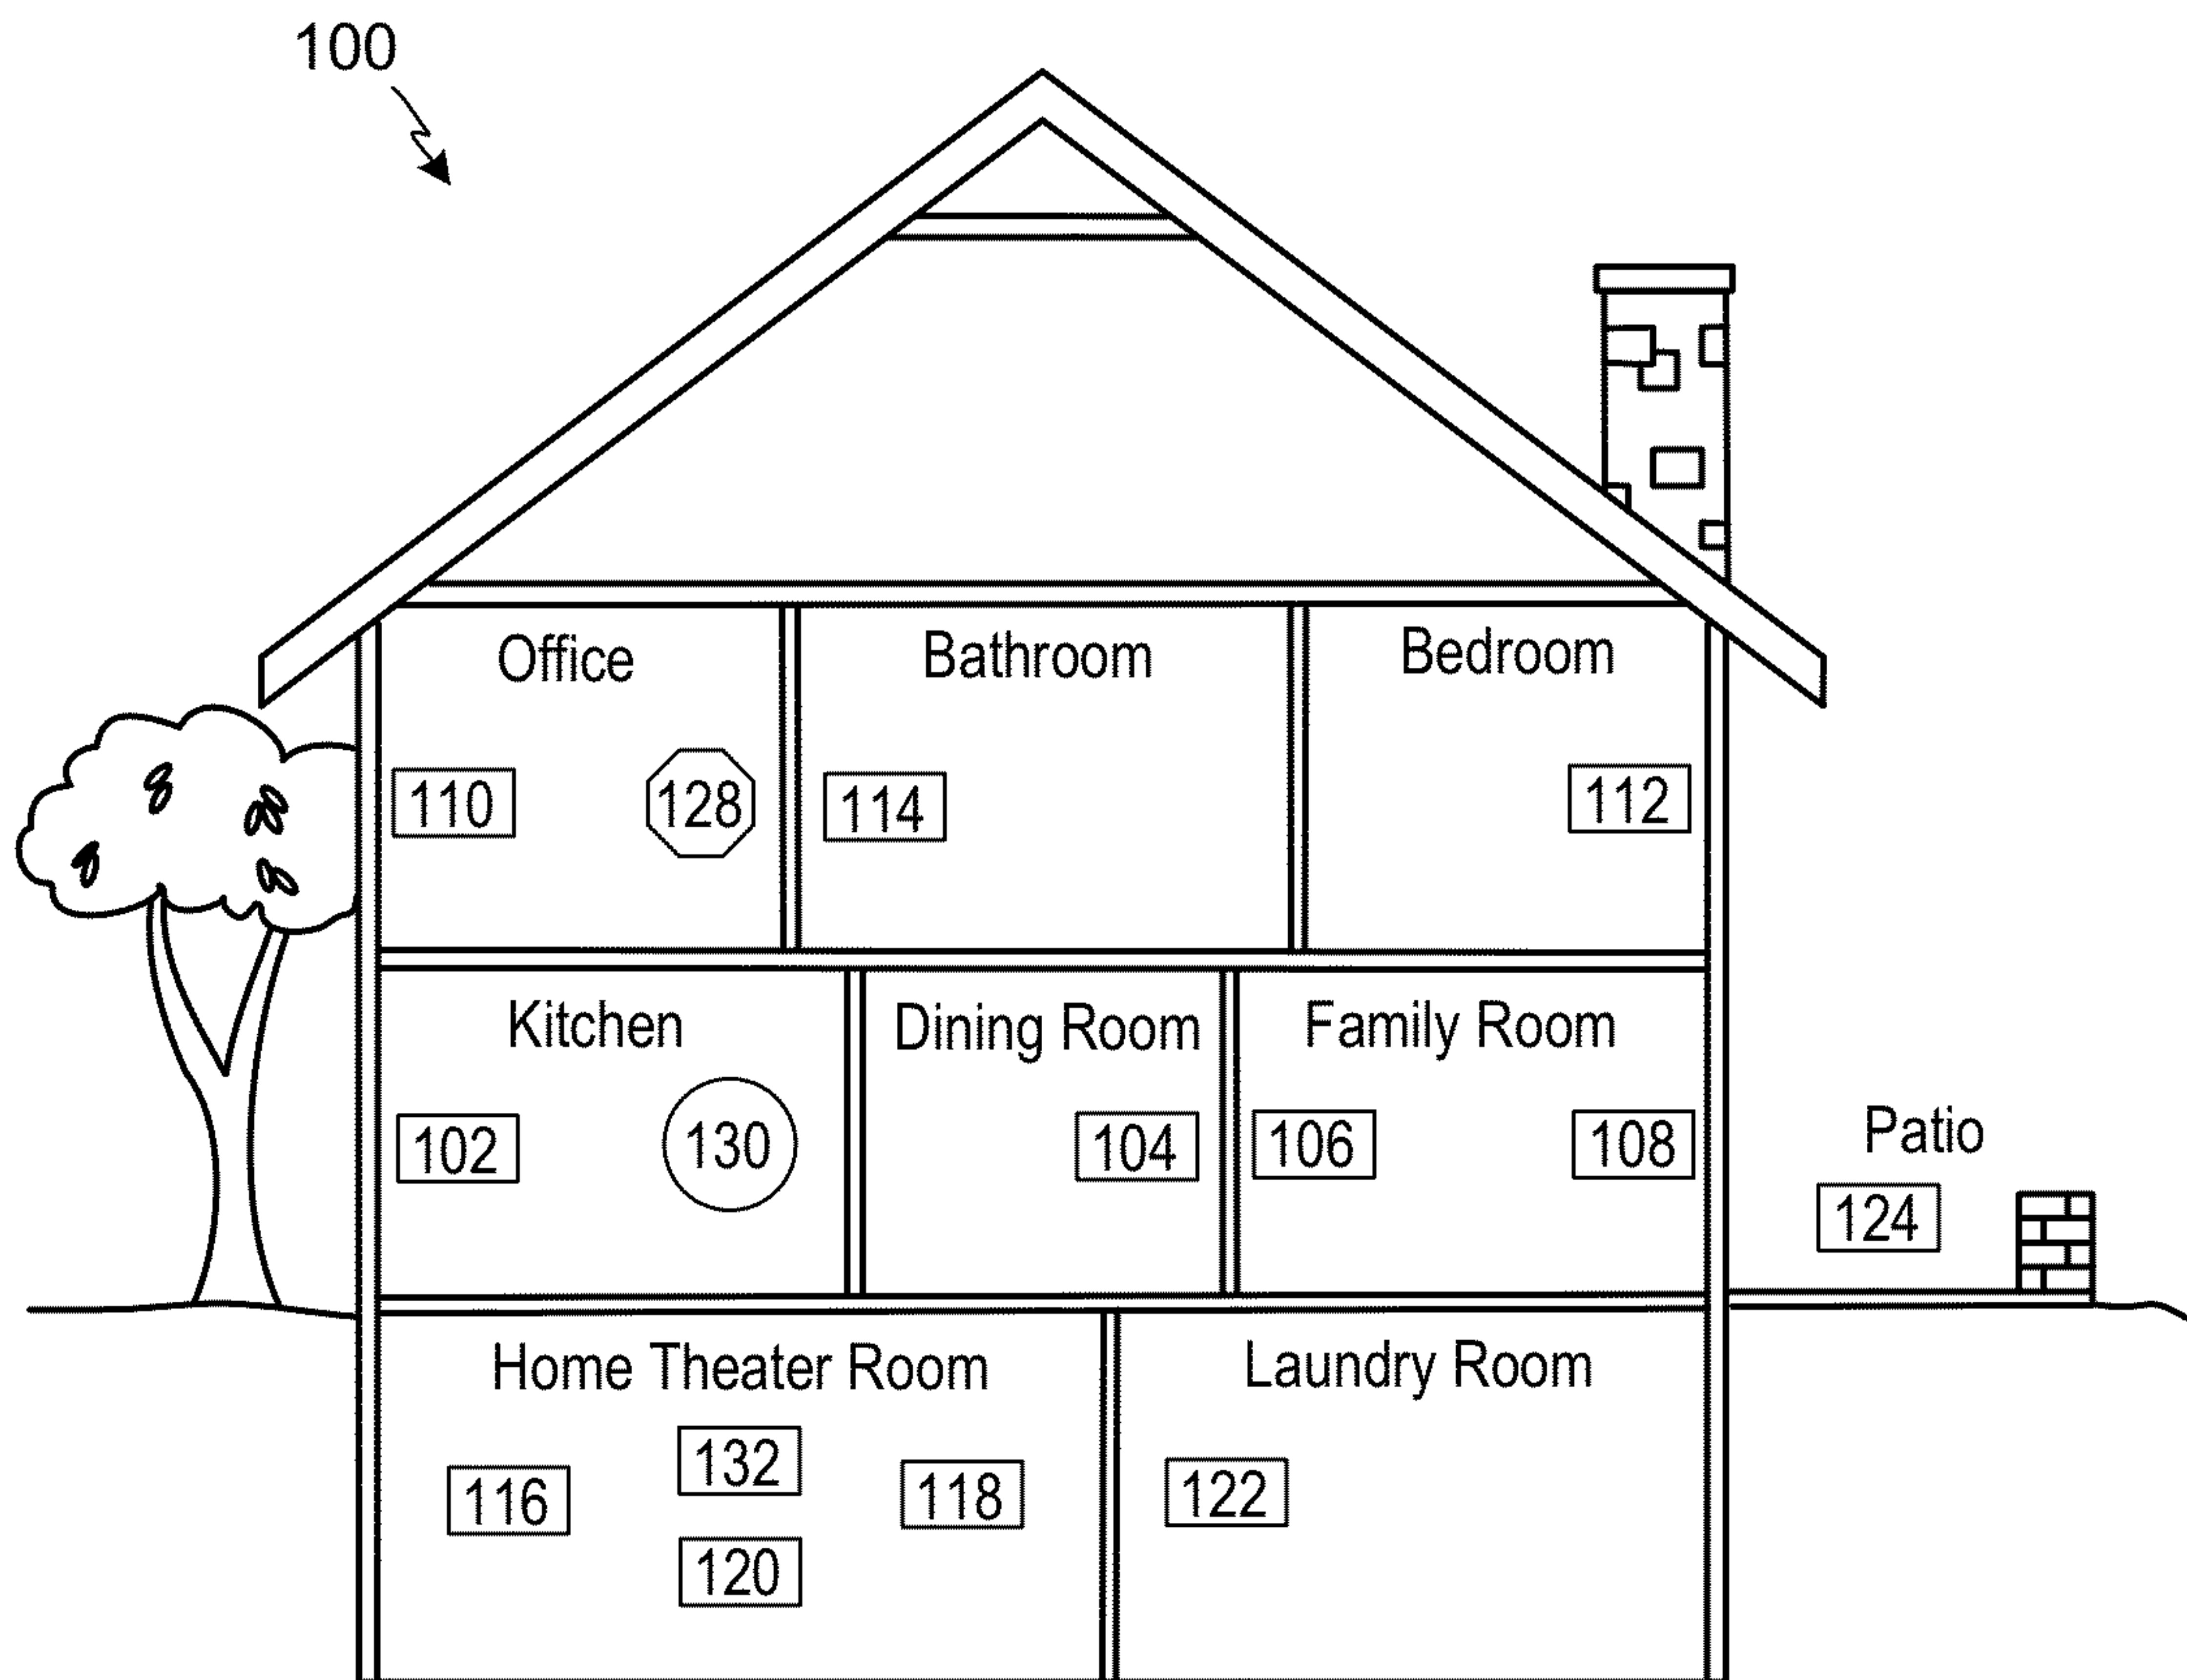 100
Office
Bathroom
Bedroom
110
128
114
112
Kitchen
Dining Room
Family Room
102
130
104
106
108
Patio
124
Home Theater Room
Laundry Room
116
132
118
120
122